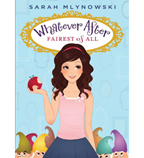 SARAH MLYNOWSKI
Whatever After
FAIREST of ALL